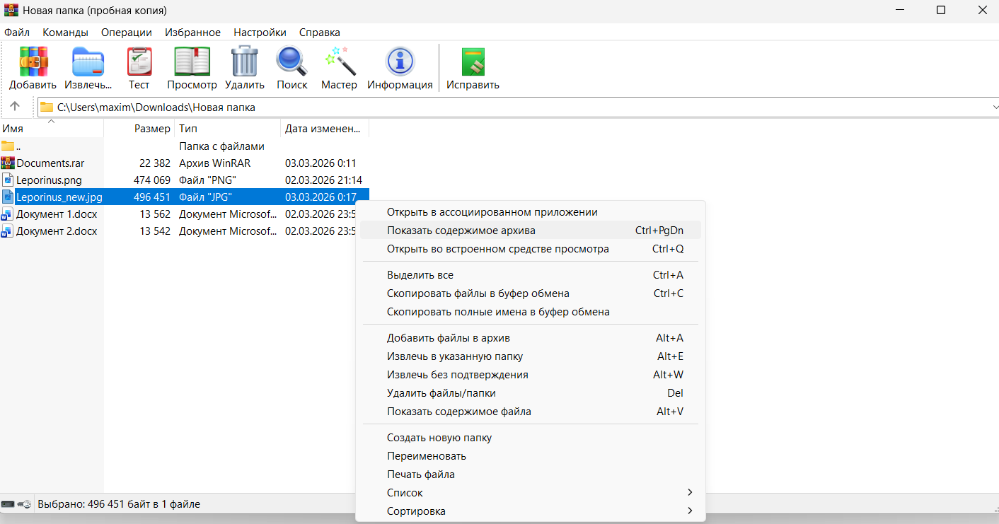 Новая папка (пробная копия)
Файл Команды Операции Избранное Настройки Справка
Добавить Извлечь... Тест Просмотр Удалить Поиск Мастер Информация Исправить
C:\Users\maxim\Downloads\Новая папка
Имя Размер Тип Дата изменен...
.. Папка с файлами
Documents.rar 22 382 Архив WinRAR 03.03.2026 0:11
Leporinus.png 474 069 Файл "PNG" 02.03.2026 21:14
Leporinus_new.jpg 496 451 Файл "JPG" 03.03.2026 0:17
Документ 1.docx 13 562 Документ Microsof... 02.03.2026 23:5
Документ 2.docx 13 542 Документ Microsof... 02.03.2026 23:5
Открыть в ассоциированном приложении
Показать содержимое архива Ctrl+PgDn
Открыть во встроенном средстве просмотра Ctrl+Q
Выделить все Ctrl+A
Скопировать файлы в буфер обмена Ctrl+C
Скопировать полные имена в буфер обмена
Добавить файлы в архив Alt+A
Извлечь в указанную папку Alt+E
Извлечь без подтверждения Alt+W
Удалить файлы/папки Del
Показать содержимое файла Alt+V
Создать новую папку
Переименовать
Печать файла
Список
Сортировка
Выбрано: 496 451 байт в 1 файле